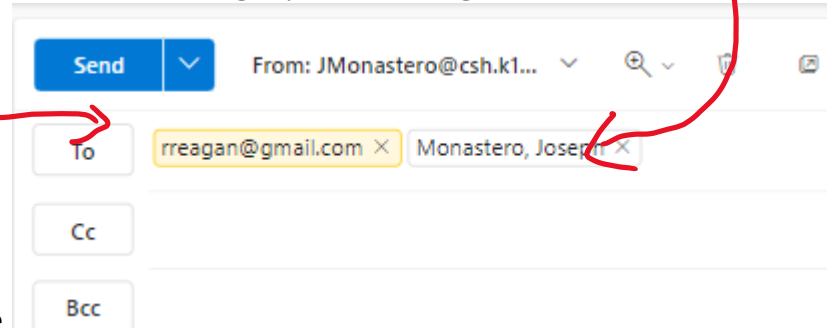 Send From: JMonastero@csh.k1...
To rreagan@gmail.com × Monastero, Joseph ×
Cc
Bcc